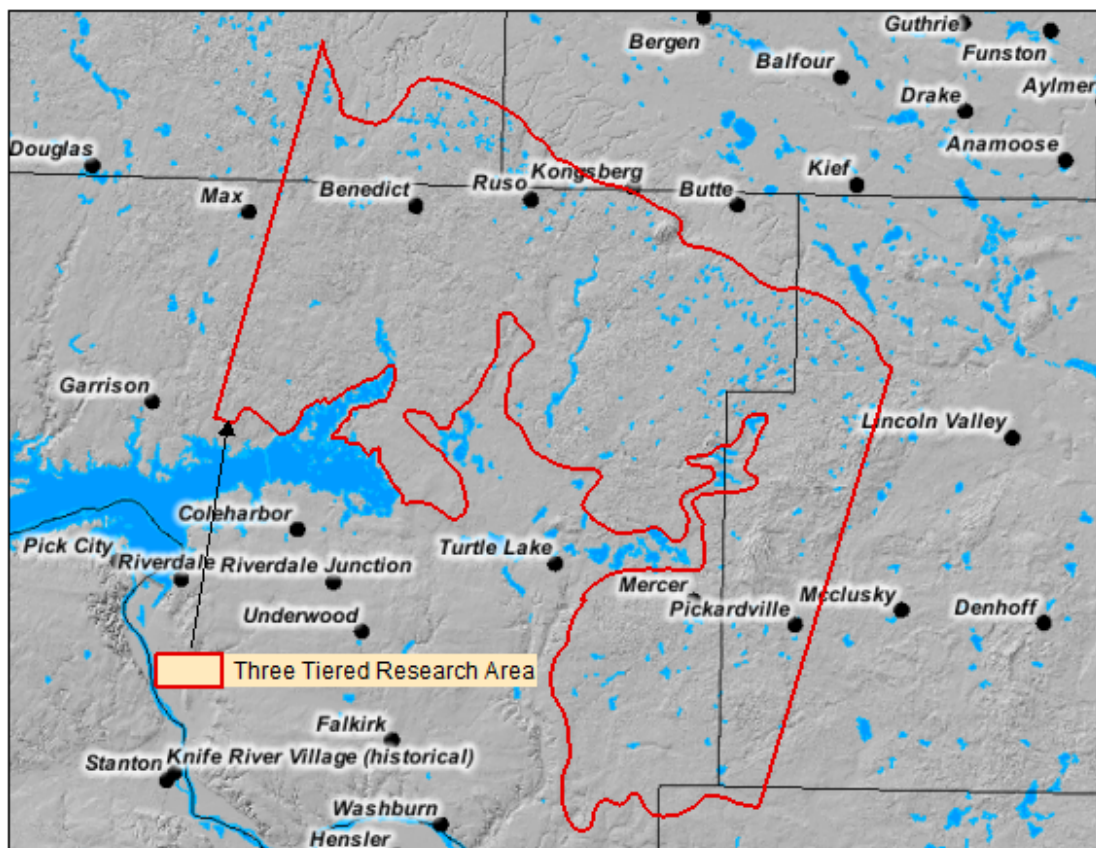 Guthrie
Bergen
Funston
Balfour
Aylmer
Drake
Anamoose
Douglas
Kief
Kongsberg
Ruso
Benedict
Butte
Max
Garrison
Lincoln Valley
Coleharbor
Pick City
Turtle Lake
Riverdale
Riverdale Junction
Mercer
Mcclusky
Pickardville
Denhoff
Underwood
Three Tiered Research Area
Falkirk
Knife River Village (historical)
Stanton
Washburn
Hensler